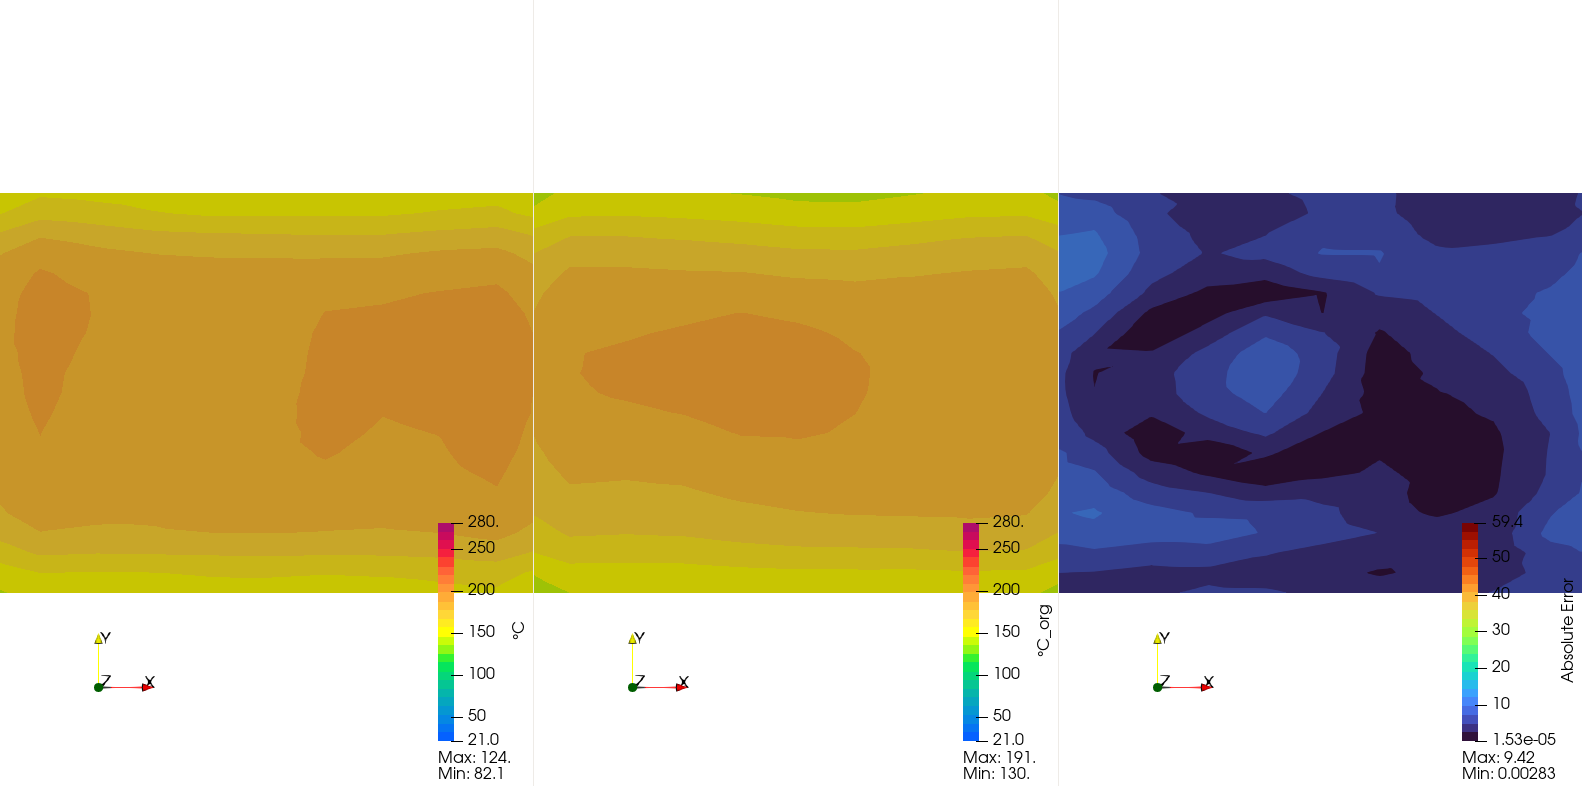 280.
250
200
150
100
50
21.0
°C
Max: 124.
Min: 82.1
Y
Z
X
280.
250
200
150
100
50
21.0
°C_org
Max: 191.
Min: 130.
Y
Z
X
59.4
50
40
30
20
10
1.53e-05
Absolute Error
Max: 9.42
Min: 0.00283
Y
Z
X